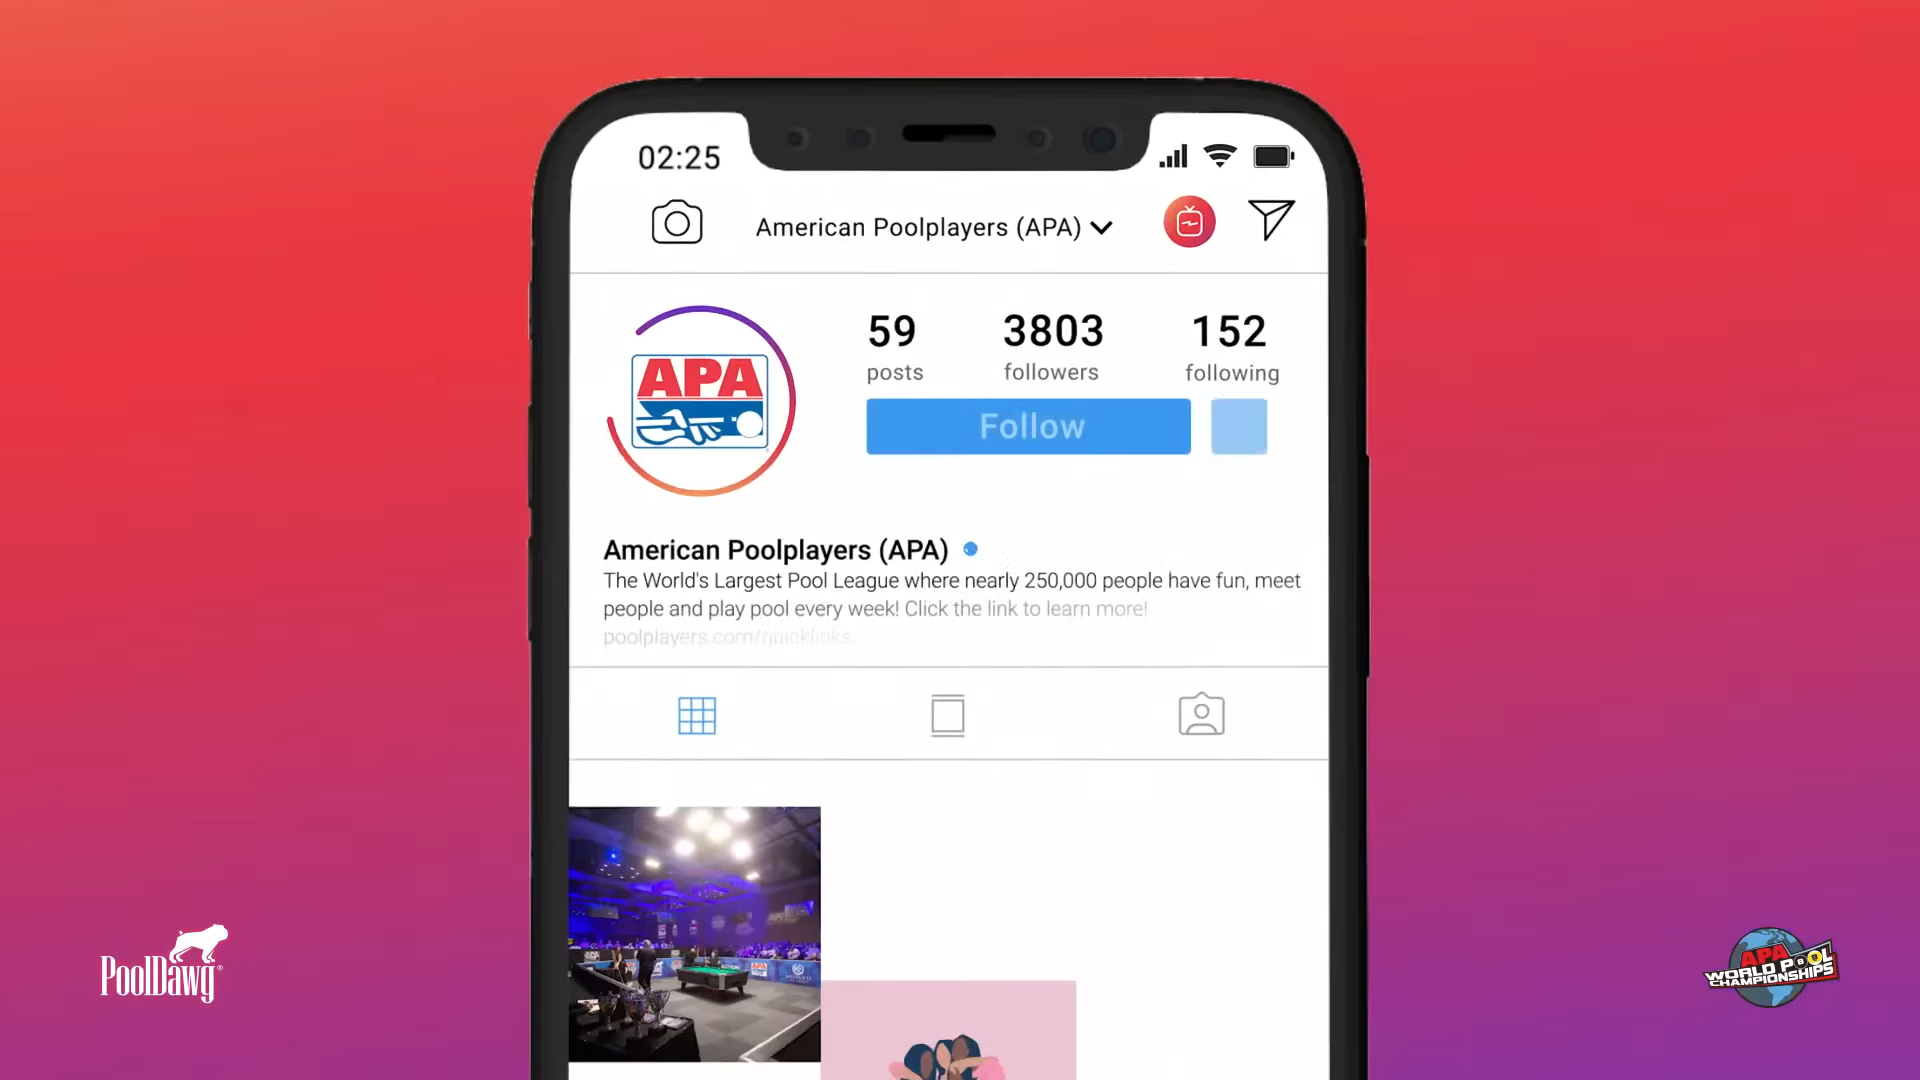 02:25
American Poolplayers (APA)
59
3803
152
posts
followers
following
APA
Follow
American Poolplayers (APA)
The World's Largest Pool League where nearly 250,000 people have fun, meet
people and play pool every week! Click the link to learn more!
poolplayers.com/quicklinks
APA
PoolDawg®
APA
WORLD POOL
CHAMPIONSHIPS